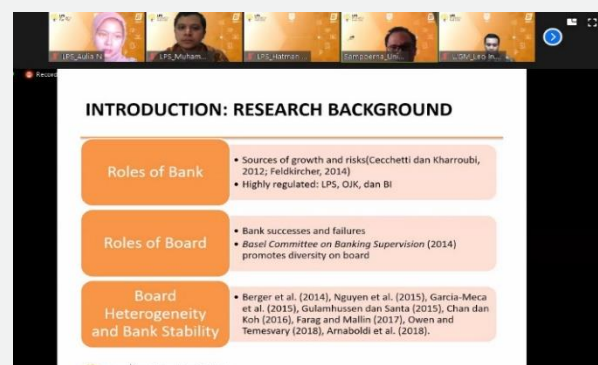 LPS_Aulia N
LPS_Muham...
LPS_Hatman
Sampoerna_Uni...
UGM_Leo In...
Record
INTRODUCTION: RESEARCH BACKGROUND
Roles of Bank
• Sources of growth and risks(Cecchetti dan Kharroubi,
2012; Feldkircher, 2014)
• Highly regulated: LPS, OJK, dan BI
Roles of Board
• Bank successes and failures
• Basel Committee on Banking Supervision (2014)
promotes diversity on board
Board
Heterogeneity
and Bank Stability
• Berger et al. (2014), Nguyen et al. (2015), Garcia-Meca
et al. (2015), Gulamhussen dan Santa (2015), Chan dan
Koh (2016), Farag and Mallin (2017), Owen and
Temesvary (2018), Arnaboldi et al. (2018).